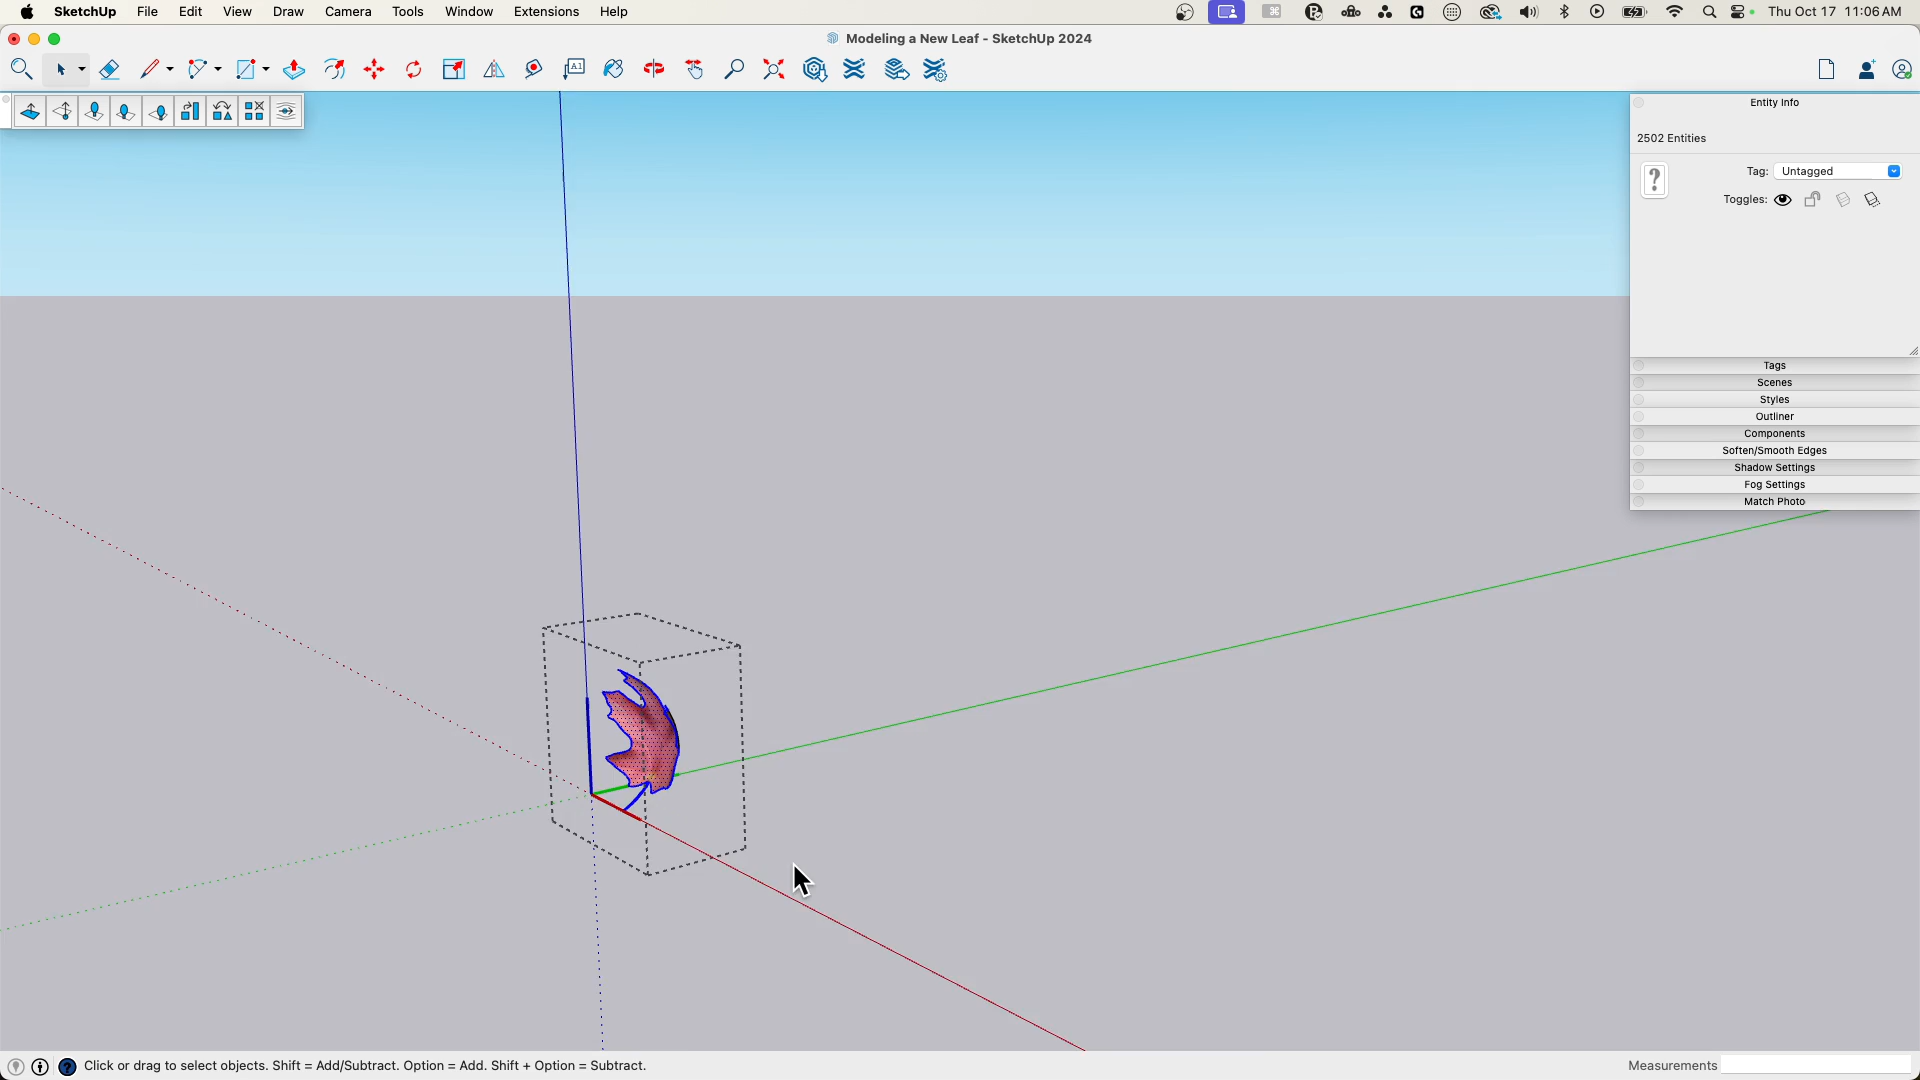 SketchUp File Edit View Draw Camera Tools Window Extensions Help Thu Oct 17 11:06 AM
Modeling a New Leaf - SketchUp 2024
A1
Entity Info
2502 Entities
?
Tag: Untagged
Toggles:
Tags
Scenes
Styles
Outliner
Components
Soften/Smooth Edges
Shadow Settings
Fog Settings
Match Photo
Click or drag to select objects. Shift = Add/Subtract. Option = Add. Shift + Option = Subtract.
Measurements